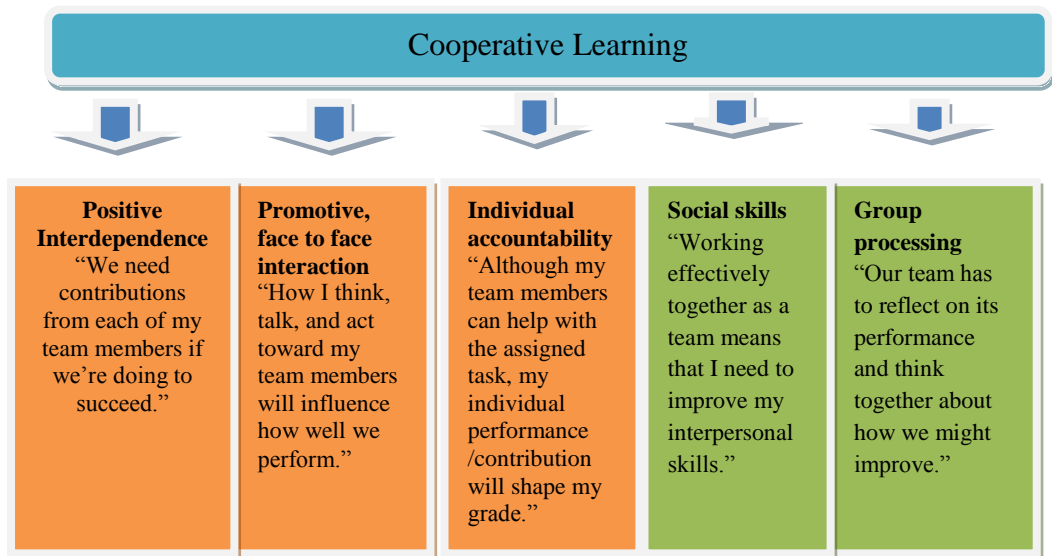 Cooperative Learning
Positive
Interdependence
“We need
contributions
from each of my
team members if
we’re doing to
succeed.”
Promotive,
face to face
interaction
“How I think,
talk, and act
toward my
team members
will influence
how well we
perform.”
Individual
accountability
“Although my
team members
can help with
the assigned
task, my
individual
performance
/contribution
will shape my
grade.”
Social skills
“Working
effectively
together as a
team means
that I need to
improve my
interpersonal
skills.”
Group
processing
“Our team has
to reflect on its
performance
and think
together about
how we might
improve.”